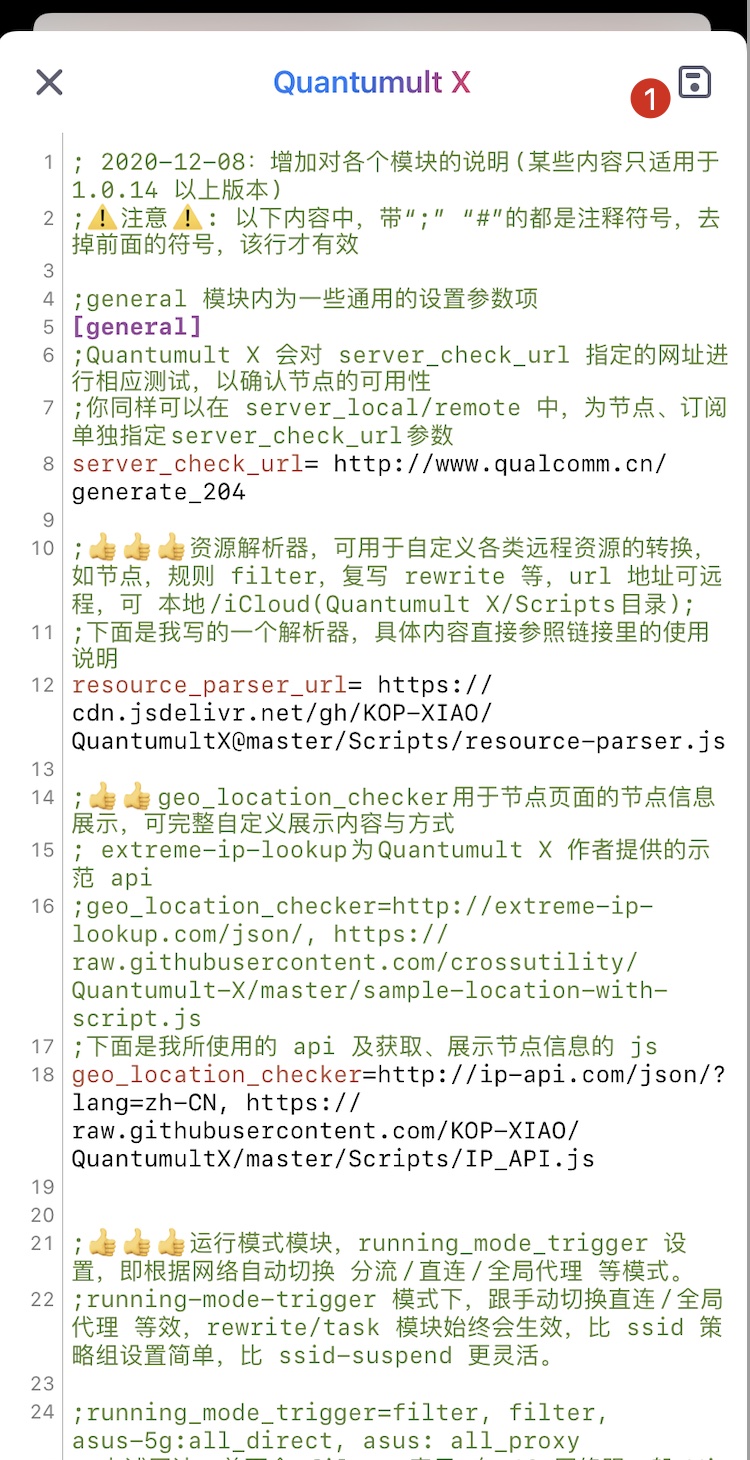 Quantumult X
1
1 ; 2020-12-08: 增加对各个模块的说明(某些内容只适用于
1.0.14 以上版本)
2 ;⚠️注意⚠️: 以下内容中，带“;” “#”的都是注释符号，去
掉前面的符号，该行才有效
3
4 ;general 模块内为一些通用的设置参数项
5 [general]
6 ;Quantumult X 会对 server_check_url 指定的网址进
行相应测试，以确认节点的可用性
7 ;你同样可以在 server_local/remote 中，为节点、订阅
单独指定server_check_url参数
8 server_check_url= http://www.qualcomm.cn/
generate_204
9
10 ;👍👍👍资源解析器，可用于自定义各类远程资源的转换，
如节点，规则 filter，复写 rewrite 等，url 地址可远
程，可 本地/iCloud(Quantumult X/Scripts目录);
11 ;下面是我写的一个解析器，具体内容直接参照链接里的使用
说明
12 resource_parser_url= https://
cdn.jsdelivr.net/gh/KOP-XIAO/
QuantumultX@master/Scripts/resource-parser.js
13
14 ;👍👍geo_location_checker用于节点页面的节点信息
展示，可完整自定义展示内容与方式
15 ; extreme-ip-lookup为Quantumult X 作者提供的示
范 api
16 ;geo_location_checker=http://extreme-ip-
lookup.com/json/, https://
raw.githubusercontent.com/crossutility/
Quantumult-X/master/sample-location-with-
script.js
17 ;下面是我所使用的 api 及获取、展示节点信息的 js
18 geo_location_checker=http://ip-api.com/json/?
lang=zh-CN, https://
raw.githubusercontent.com/KOP-XIAO/
QuantumultX/master/Scripts/IP_API.js
19
20
21 ;👍👍👍运行模式模块，running_mode_trigger 设
置，即根据网络自动切换 分流/直连/全局代理 等模式。
22 ;running-mode-trigger 模式下，跟手动切换直连/全局
代理 等效，rewrite/task 模块始终会生效，比 ssid 策
略组设置简单，比 ssid-suspend 更灵活。
23
24 ;running_mode_trigger=filter, filter,
asus-5g:all_direct, asus: all_proxy